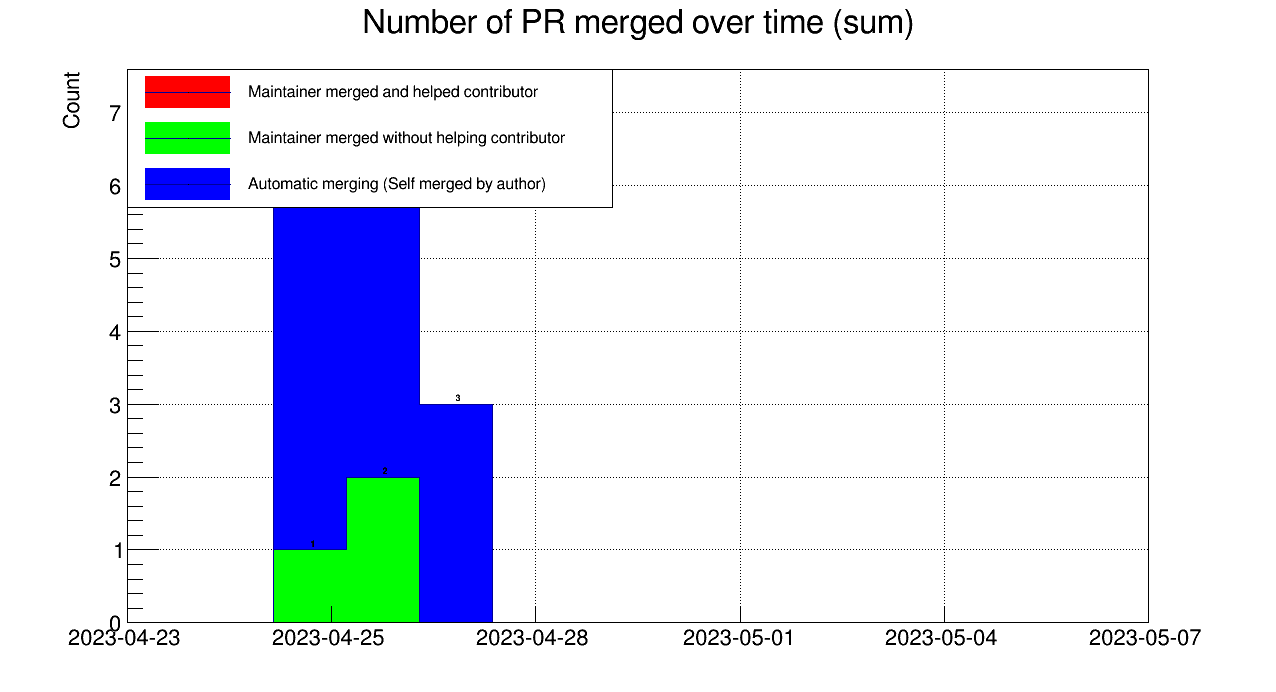 Number of PR merged over time (sum)
Count
Maintainer merged and helped contributor
Maintainer merged without helping contributor
Automatic merging (Self merged by author)
7
6
5
4
3
2
1
0
3
2
1
2023-04-23 2023-04-25 2023-04-28 2023-05-01 2023-05-04 2023-05-07